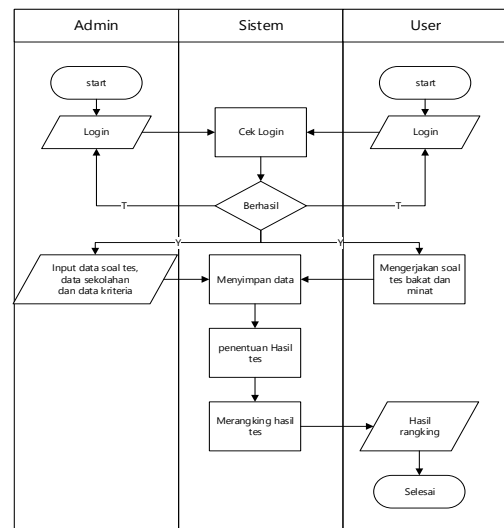 Admin
Sistem
User
start
start
Login
Cek Login
Login
Berhasil
T
T
Y
Y
Input data soal tes,
data sekolahan
dan data kriteria
Menyimpan data
Mengerjakan soal
tes bakat dan
minat
penentuan Hasil
tes
Merangking hasil
tes
Hasil
rangking
Selesai